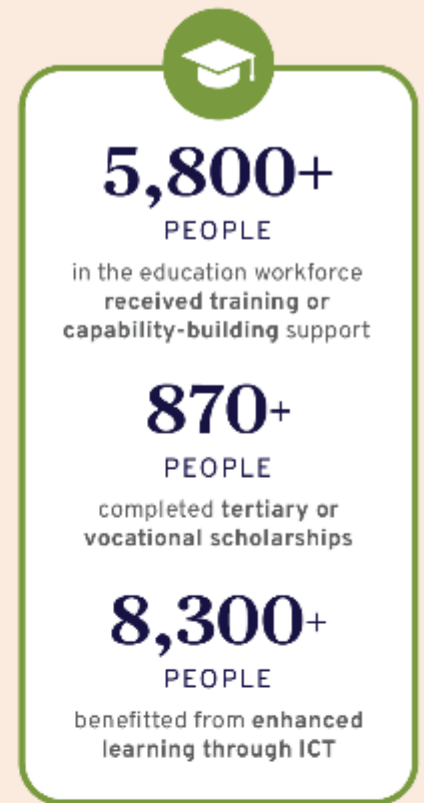 5,800+
PEOPLE
in the education workforce
received training or
capability-building support
870+
PEOPLE
completed tertiary or
vocational scholarships
8,300+
PEOPLE
benefitted from enhanced
learning through ICT